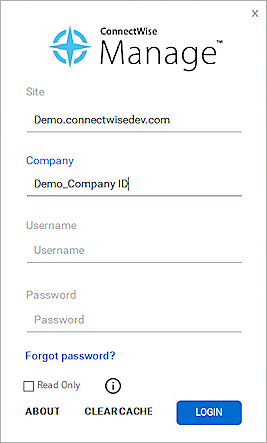 x
ConnectWise
Manage™
Site
Demo.connectwisedev.com
Company
Demo_Company ID
Username
Username
Password
Password
Forgot password?
Read Only
ABOUT CLEAR CACHE LOGIN